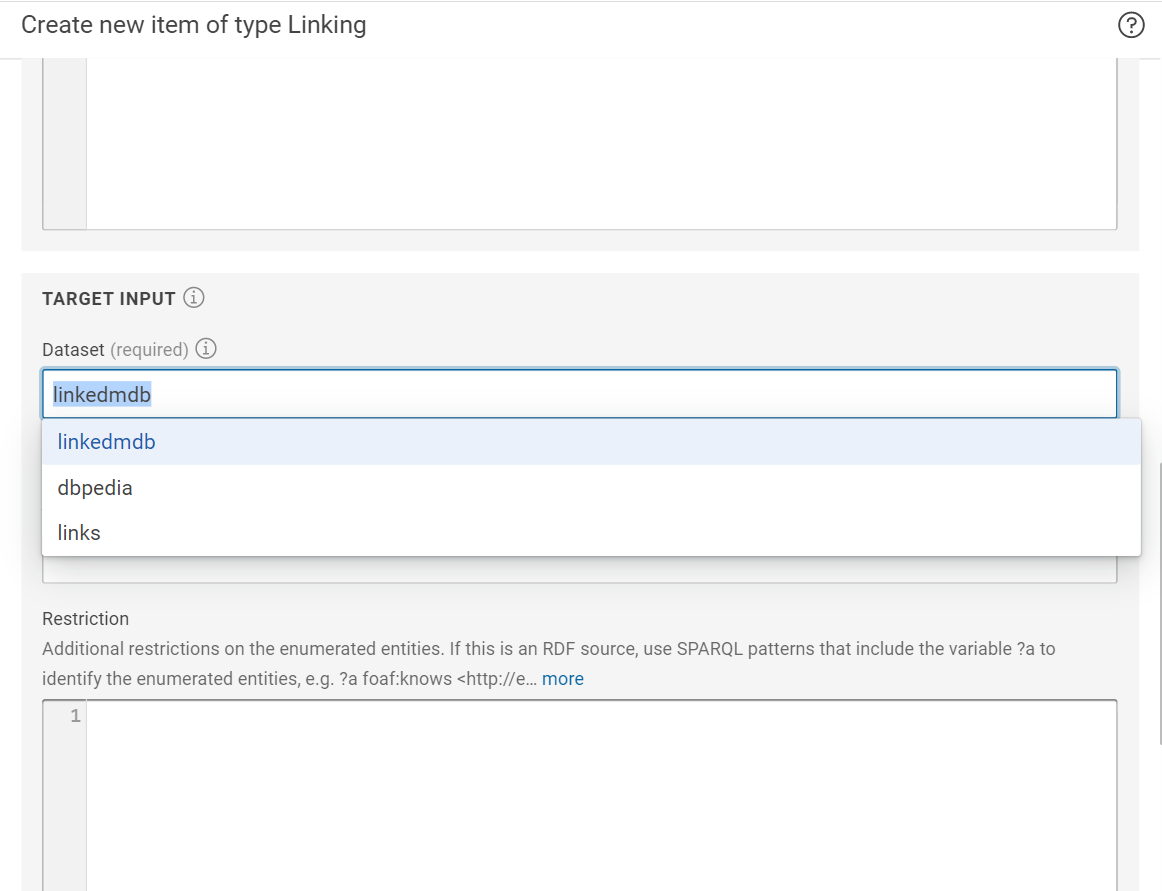 Create new item of type Linking
TARGET INPUT
Dataset (required)
linkedmdb
linkedmdb
dbpedia
links
Restriction
Additional restrictions on the enumerated entities. If this is an RDF source, use SPARQL patterns that include the variable ?a to
identify the enumerated entities, e.g. ?a foaf:knows <http://e... more
1